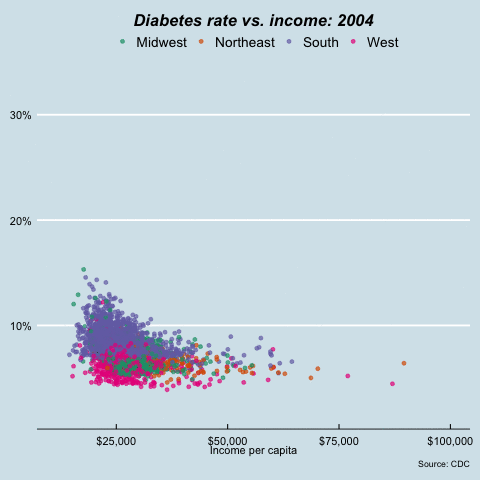 Diabetes rate vs. income: 2004
Midwest Northeast South West
30%
20%
10%
$25,000 $50,000 $75,000 $100,000
Income per capita
Source: CDC